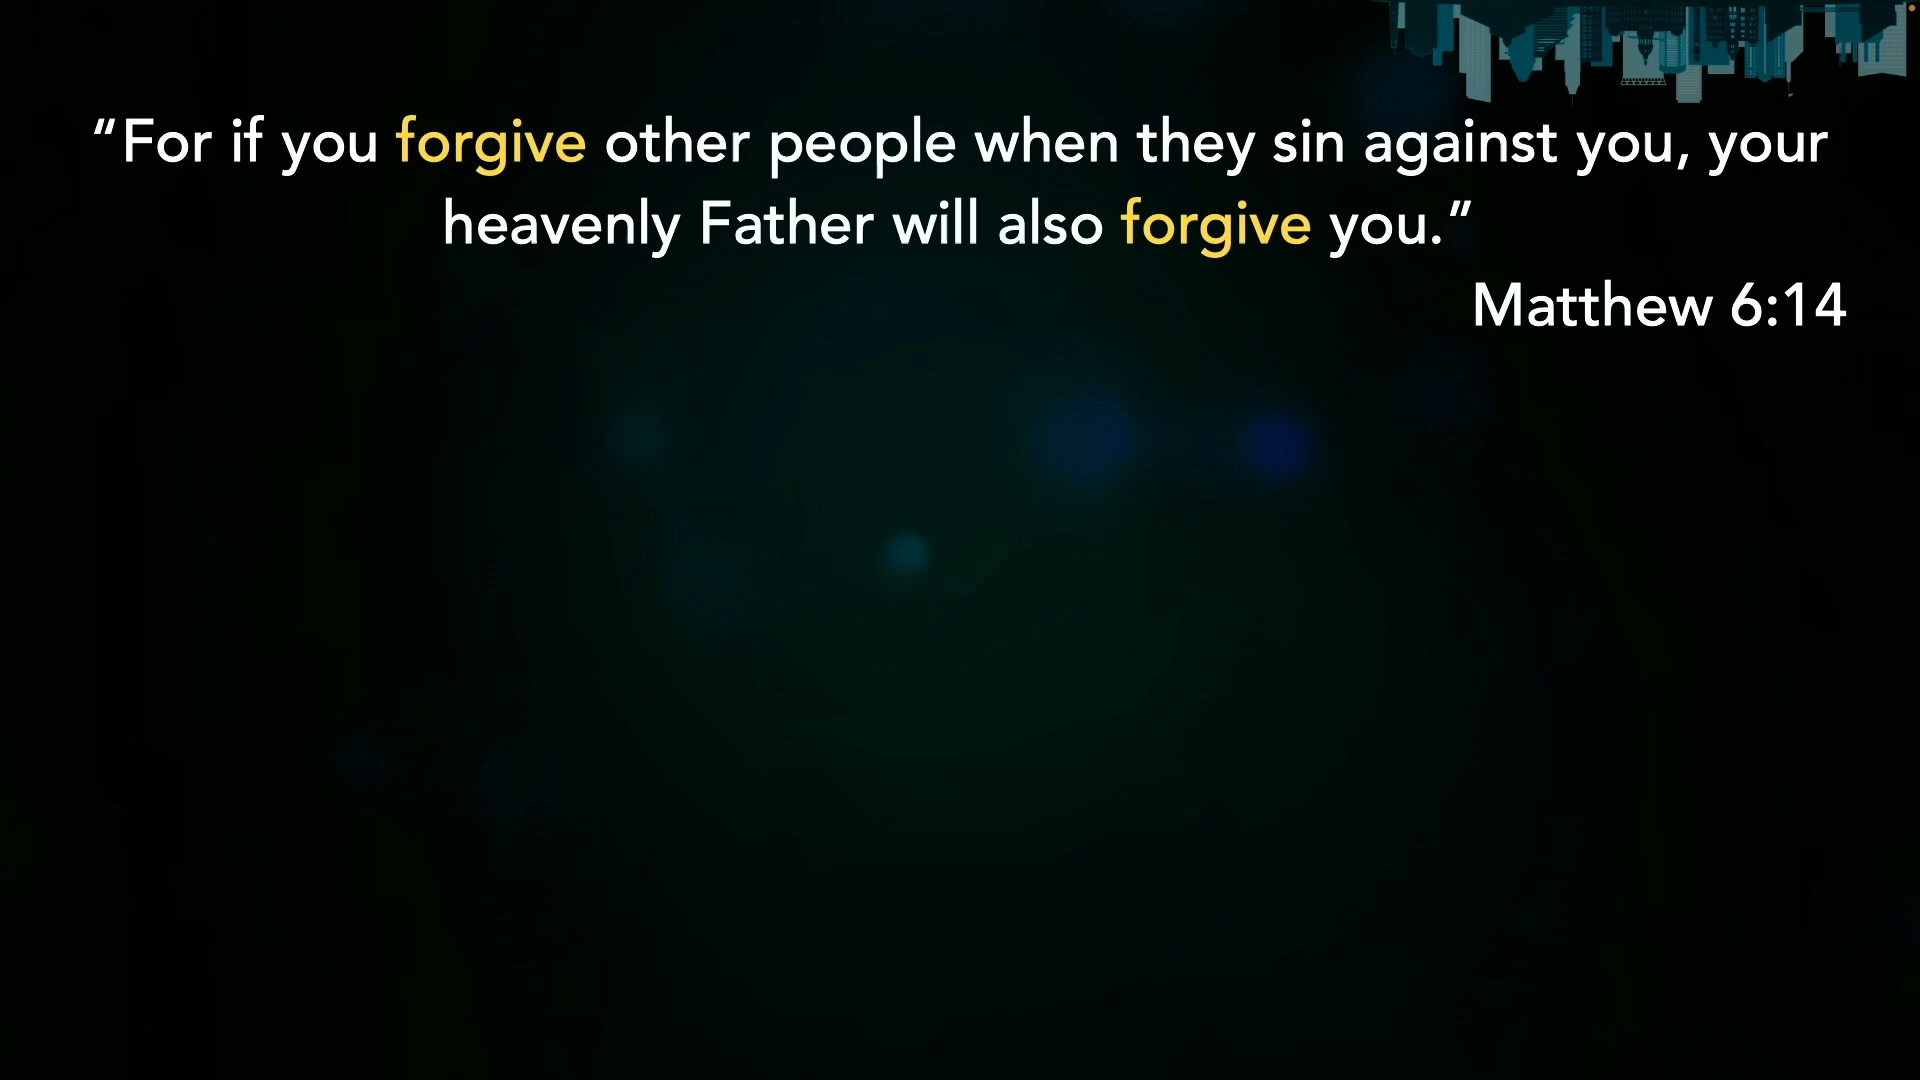 “For if you forgive other people when they sin against you, your
heavenly Father will also forgive you.”
Matthew 6:14